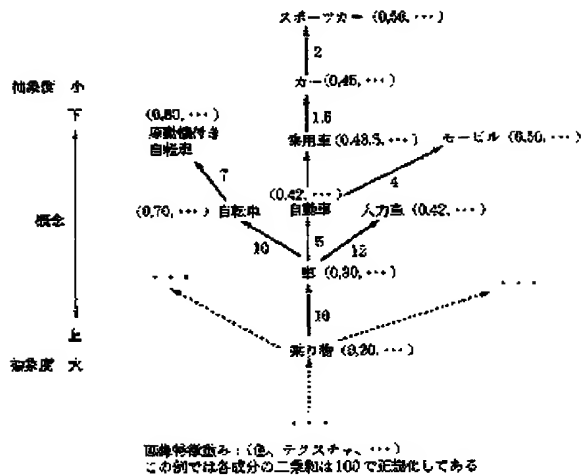 スポーツカー (0,56, ･･･)
2
カー (0,45, ･･･)
抽象度 小
下
1.5
(0,80, ･･･)
原動機付き
自転車
乗用車 (0,43,5, ･･･)
モービル (0,50, ･･･)
7
4
(0,42, ･･･)
(0,70, ･･･) 自転車
自動車
人力車 (0,42, ･･･)
概念
10
5
12
車 (0,30, ･･･)
･･･
･･･
10
上
抽象度 大
乗り物 (0,20, ･･･)
･･･
画像特徴重み:(色、テクスチャ、･･･)
この例では各成分の二乗和は100で正規化してある